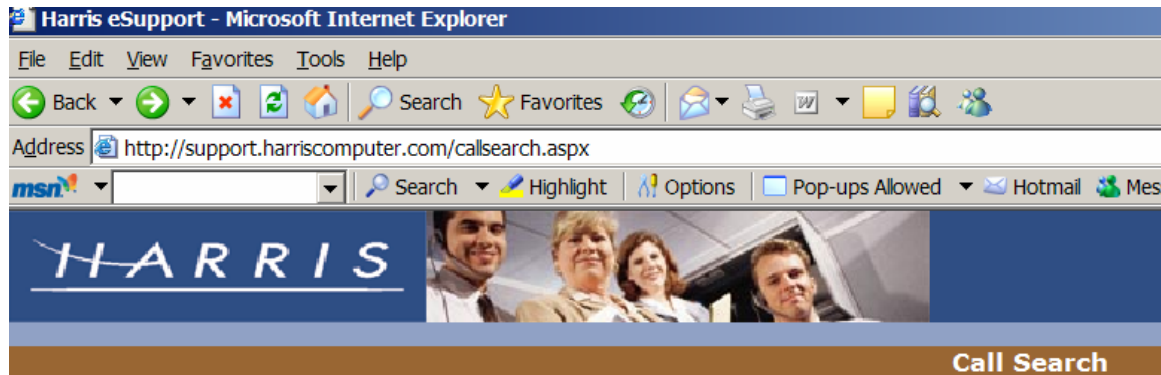 Harris eSupport - Microsoft Internet Explorer
File Edit View Favorites Tools Help
Back Search Favorites W
Address http://support.harriscomputer.com/callsearch.aspx
msn Search Highlight Options Pop-ups Allowed Hotmail Mes
HARRIS
Call Search